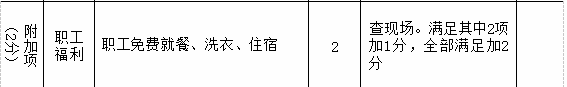 附加项
(2分)
职工
福利
职工免费就餐、洗衣、住宿
2
查现场。满足其中2项
加1分，全部满足加2
分